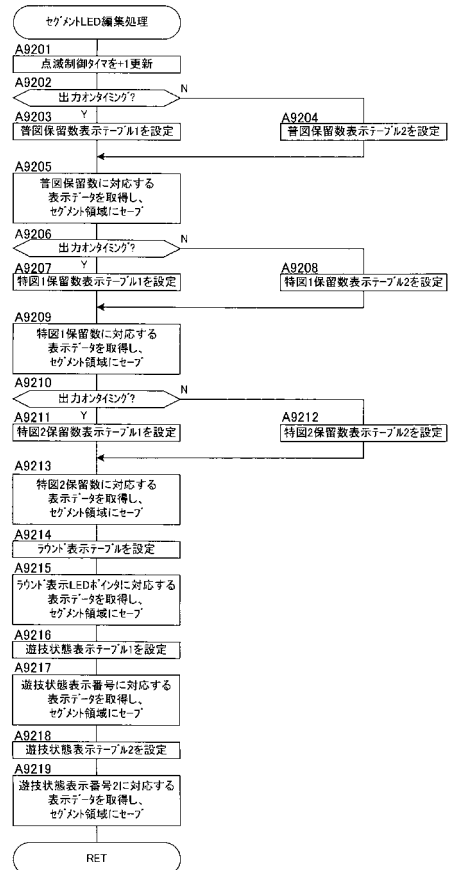 セグメントLED編集処理
A9201
点滅制御タイマを+1更新
A9202
出力オンタイミング?
N
Y
A9203
普図保留数表示テーブル1を設定
A9204
普図保留数表示テーブル2を設定
A9205
普図保留数に対応する
表示データを取得し、
セグメント領域にセーブ
A9206
出力オンタイミング?
N
Y
A9207
特図1保留数表示テーブル1を設定
A9208
特図1保留数表示テーブル2を設定
A9209
特図1保留数に対応する
表示データを取得し、
セグメント領域にセーブ
A9210
出力オンタイミング?
N
Y
A9211
特図2保留数表示テーブル1を設定
A9212
特図2保留数表示テーブル2を設定
A9213
特図2保留数に対応する
表示データを取得し、
セグメント領域にセーブ
A9214
ラウンド表示テーブルを設定
A9215
ラウンド表示LEDポインタに対応する
表示データを取得し、
セグメント領域にセーブ
A9216
遊技状態表示テーブル1を設定
A9217
遊技状態表示番号に対応する
表示データを取得し、
セグメント領域にセーブ
A9218
遊技状態表示テーブル2を設定
A9219
遊技状態表示番号2に対応する
表示データを取得し、
セグメント領域にセーブ
RET